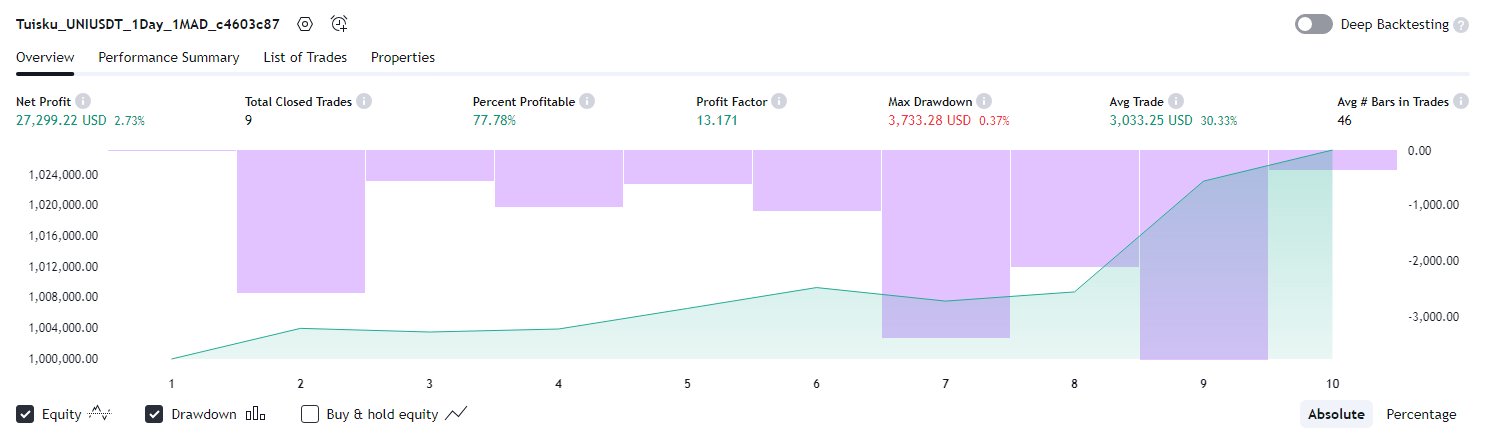 Tuisku_UNIUSDT_1Day_1MAD_c4603c87 Deep Backtesting ?
Overview Performance Summary List of Trades Properties
Net Profit i Total Closed Trades i Percent Profitable i Profit Factor i Max Drawdown i Avg Trade i Avg # Bars in Trades i
27,299.22 USD 2.73% 9 77.78% 13.171 3,733.28 USD 0.37% 3,033.25 USD 30.33% 46
0.00
1,024,000.00
1,020,000.00 -1,000.00
1,016,000.00
1,012,000.00 -2,000.00
1,008,000.00
1,004,000.00 -3,000.00
1,000,000.00
1 2 3 4 5 6 7 8 9 10
Equity Drawdown Buy & hold equity Absolute Percentage